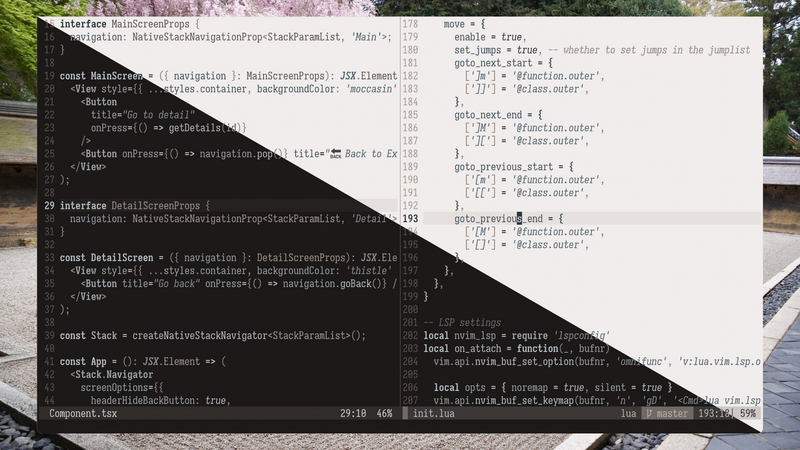 15 interface MainScreenProps {
16 navigation: NativeStackNavigationProp<StackParamList, 'Main'>;
17 }
18
19 const MainScreen = ({ navigation }: MainScreenProps): JSX.Element
20 <View style={{ ...styles.container, backgroundColor: 'moccasin'
21 <Button
22 title="Go to detail"
23 onPress={() => getDetails(id)}
24 />
25 <Button onPress={() => navigation.pop()} title="🔙 Back to Ex
26 </View>
27 );
28
29 interface DetailScreenProps {
30 navigation: NativeStackNavigationProp<StackParamList, 'Detail'>
31 }
32
33 const DetailScreen = ({ navigation }: DetailScreenProps): JSX.Ele
34 <View style={{ ...styles.container, backgroundColor: 'thistle'
35 <Button title="Go back" onPress={() => navigation.goBack()} /
36 </View>
37 );
38
39 const Stack = createNativeStackNavigator<StackParamList>();
40
41 const App = (): JSX.Element => (
42 <Stack.Navigator
43 screenOptions={{
44 headerHideBackButton: true,
Component.tsx 29:10 46%
178 move = {
179 enable = true,
180 set_jumps = true, -- whether to set jumps in the jumplist
181 goto_next_start = {
182 [']m'] = '@function.outer',
183 [']]'] = '@class.outer',
184 },
185 goto_next_end = {
186 [']M'] = '@function.outer',
187 [']['] = '@class.outer',
188 },
189 goto_previous_start = {
190 ['[m'] = '@function.outer',
191 ['[['] = '@class.outer',
192 },
193 goto_previous_end = {
194 ['[M'] = '@function.outer',
195 ['[]'] = '@class.outer',
196 },
197 },
198 },
199 }
200
201 -- LSP settings
202 local nvim_lsp = require 'lspconfig'
203 local on_attach = function(_, bufnr)
204 vim.api.nvim_buf_set_option(bufnr, 'omnifunc', 'v:lua.vim.lsp.o
205
206 local opts = { noremap = true, silent = true }
207 vim.api.nvim_buf_set_keymap(bufnr, 'n', 'gD', '<Cmd>lua vim.lsp
init.lua lua master 193:12 59%